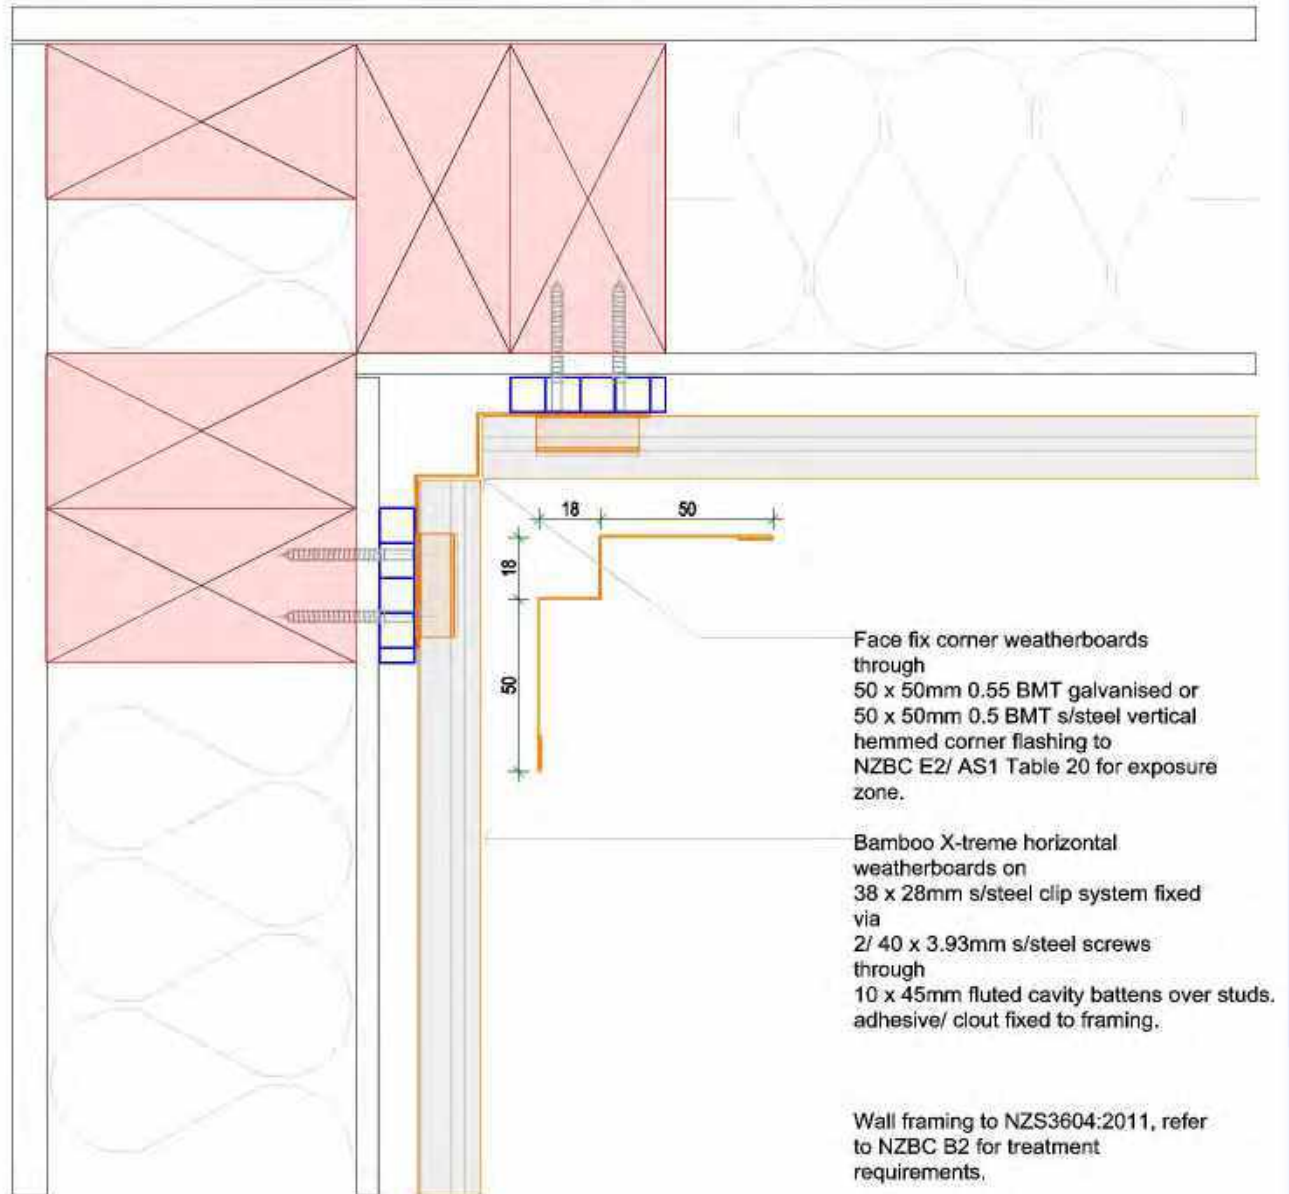 18
50
18
50
Face fix corner weatherboards
through
50 x 50mm 0.55 BMT galvanised or
50 x 50mm 0.5 BMT s/steel vertical
hemmed corner flashing to
NZBC E2/ AS1 Table 20 for exposure
zone.
Bamboo X-treme horizontal
weatherboards on
38 x 28mm s/steel clip system fixed
via
2/ 40 x 3.93mm s/steel screws
through
10 x 45mm fluted cavity battens over studs.
adhesive/ clout fixed to framing.
Wall framing to NZS3604:2011, refer
to NZBC B2 for treatment
requirements.